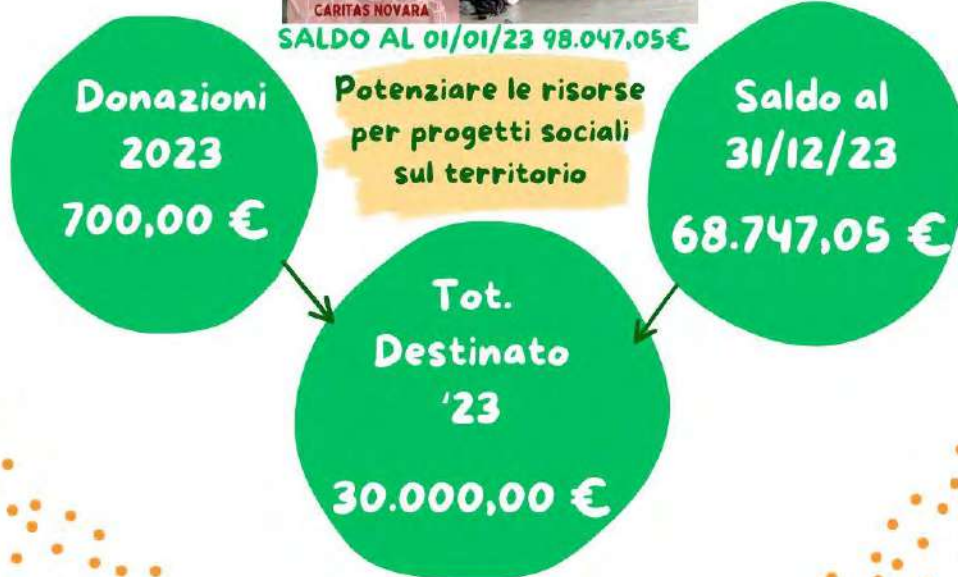 CARITAS NOVARA
SALDO AL 01/01/23 98.047,05€
Donazioni
2023
700,00 €
Potenziare le risorse
per progetti sociali
sul territorio
Saldo al
31/12/23
68.747,05 €
Tot.
Destinato
'23
30.000,00 €